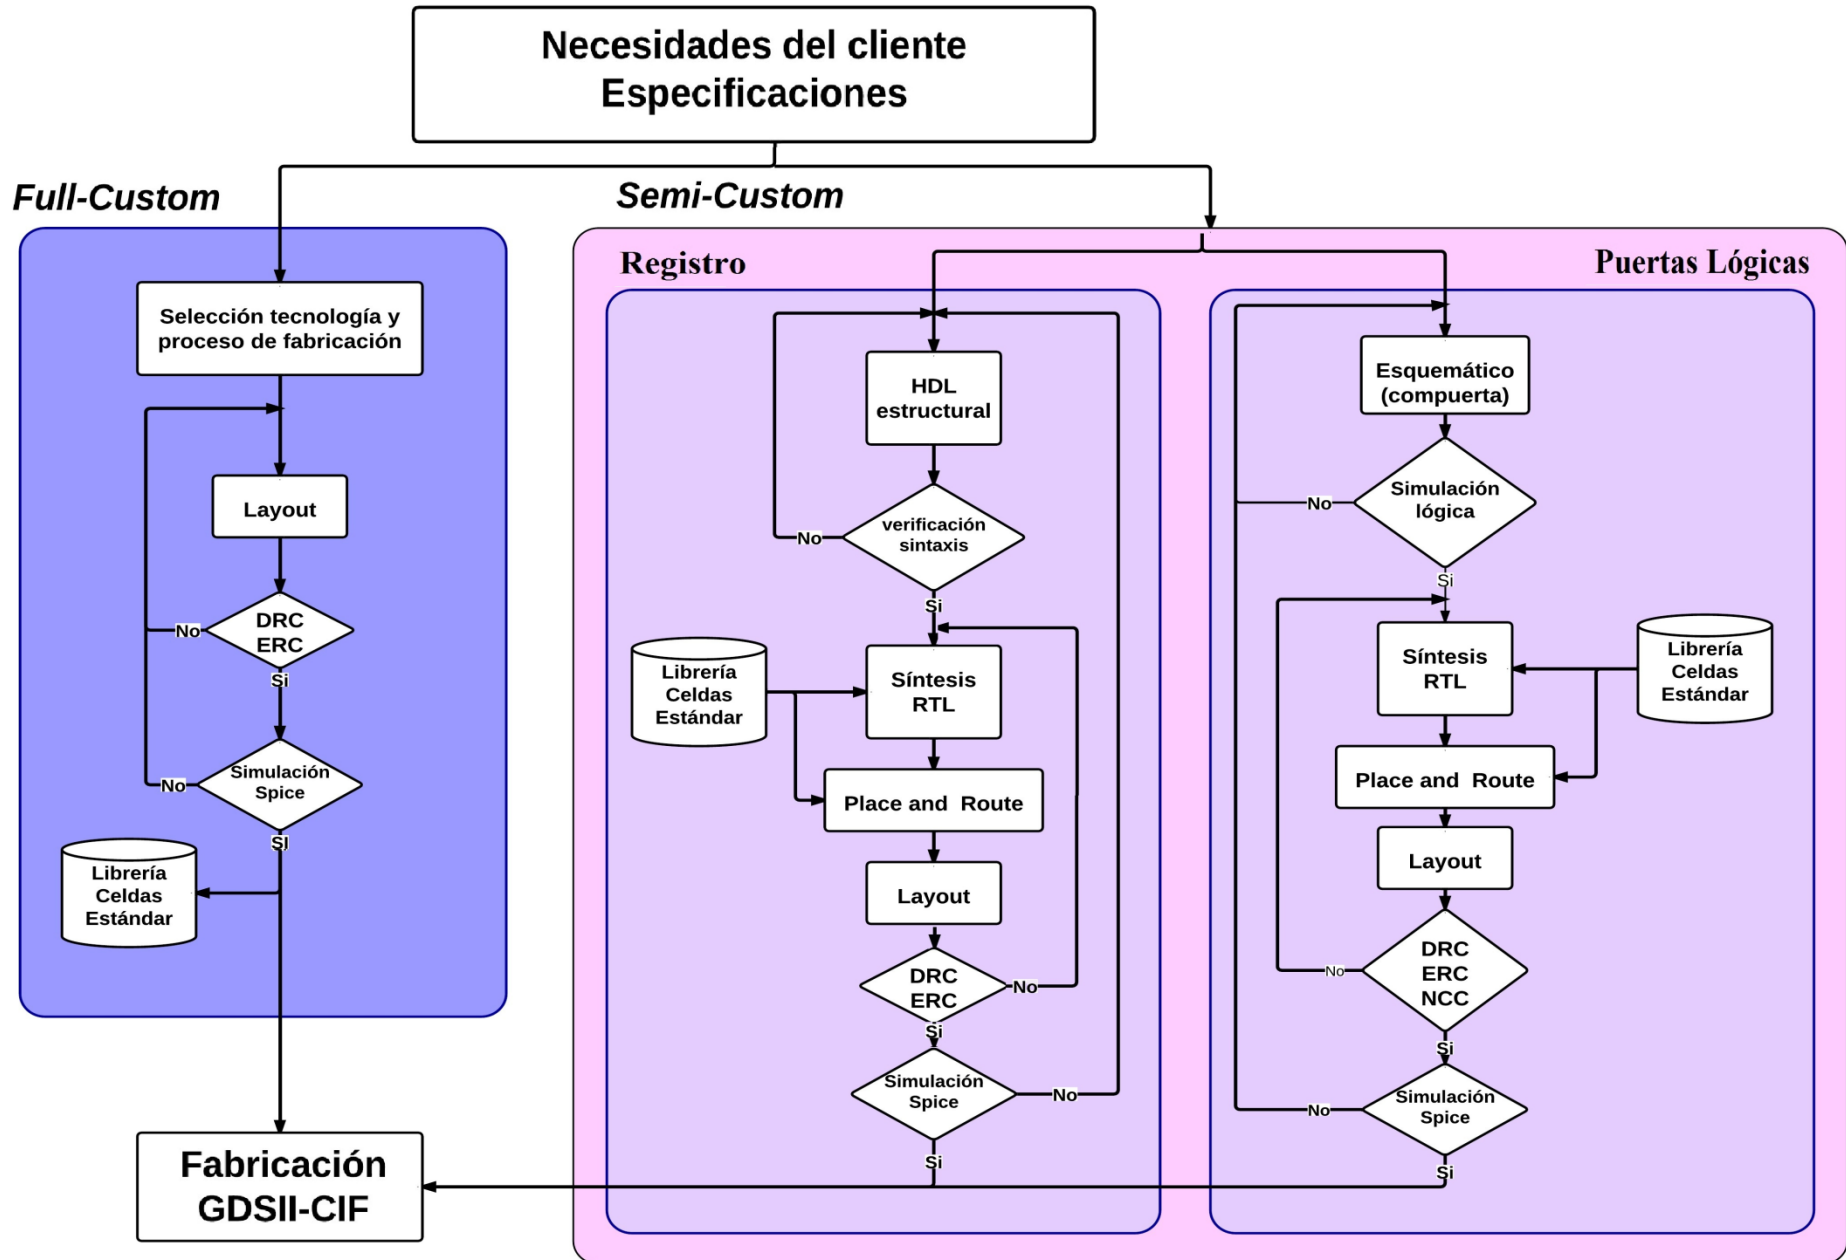 Necesidades del cliente
Especificaciones
Full-Custom
Selección tecnología y
proceso de fabricación
Layout
DRC
ERC
No
Si
Simulación
Spice
No
SI
Librería
Celdas
Estándar
Fabricación
GDSII-CIF
Semi-Custom
Registro
HDL
estructural
verificación
sintaxis
No
Si
Librería
Celdas
Estándar
Síntesis
RTL
Place and Route
Layout
DRC
ERC
No
Si
Simulación
Spice
No
Si
Puertas Lógicas
Esquemático
(compuerta)
Simulación
lógica
No
Si
Síntesis
RTL
Librería
Celdas
Estándar
Place and Route
Layout
DRC
ERC
NCC
No
Si
Simulación
Spice
No
Si